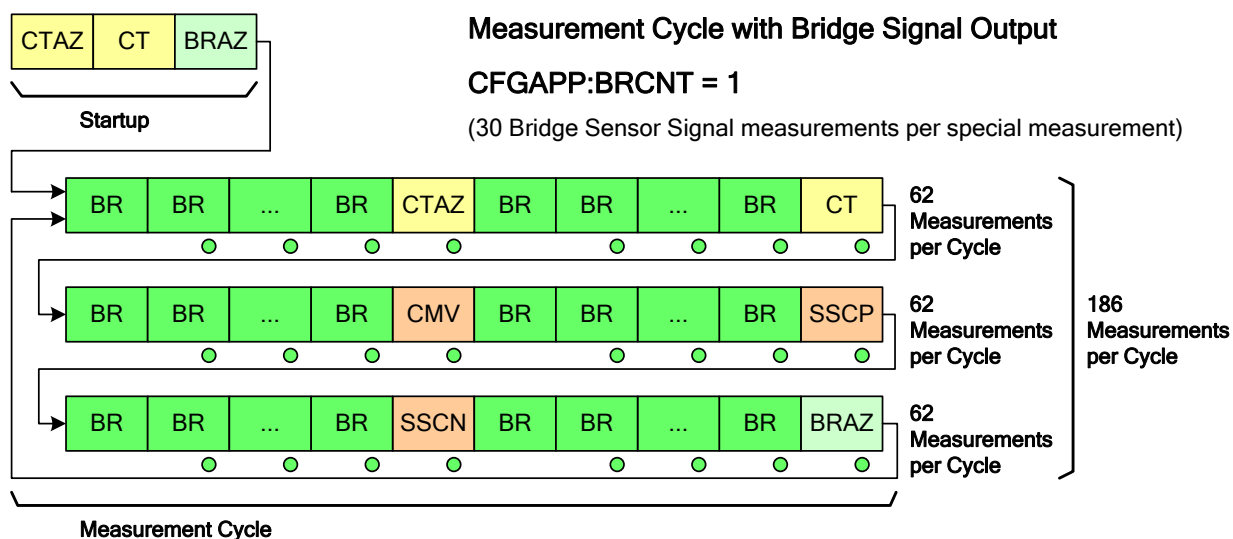 CTAZ CT BRAZ
Measurement Cycle with Bridge Signal Output
CFGAPP:BRCNT = 1
Startup
(30 Bridge Sensor Signal measurements per special measurement)
BR BR ... BR CTAZ BR BR ... BR CT
62
Measurements
per Cycle
BR BR ... BR CMV BR BR ... BR SSCP
62
Measurements
per Cycle
186
Measurements
per Cycle
BR BR ... BR SSCN BR BR ... BR BRAZ
62
Measurements
per Cycle
Measurement Cycle